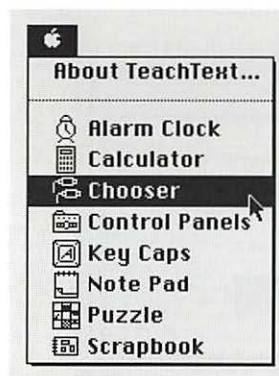 About TeachText...
Alarm Clock
Calculator
Chooser
Control Panels
Key Caps
Note Pad
Puzzle
Scrapbook